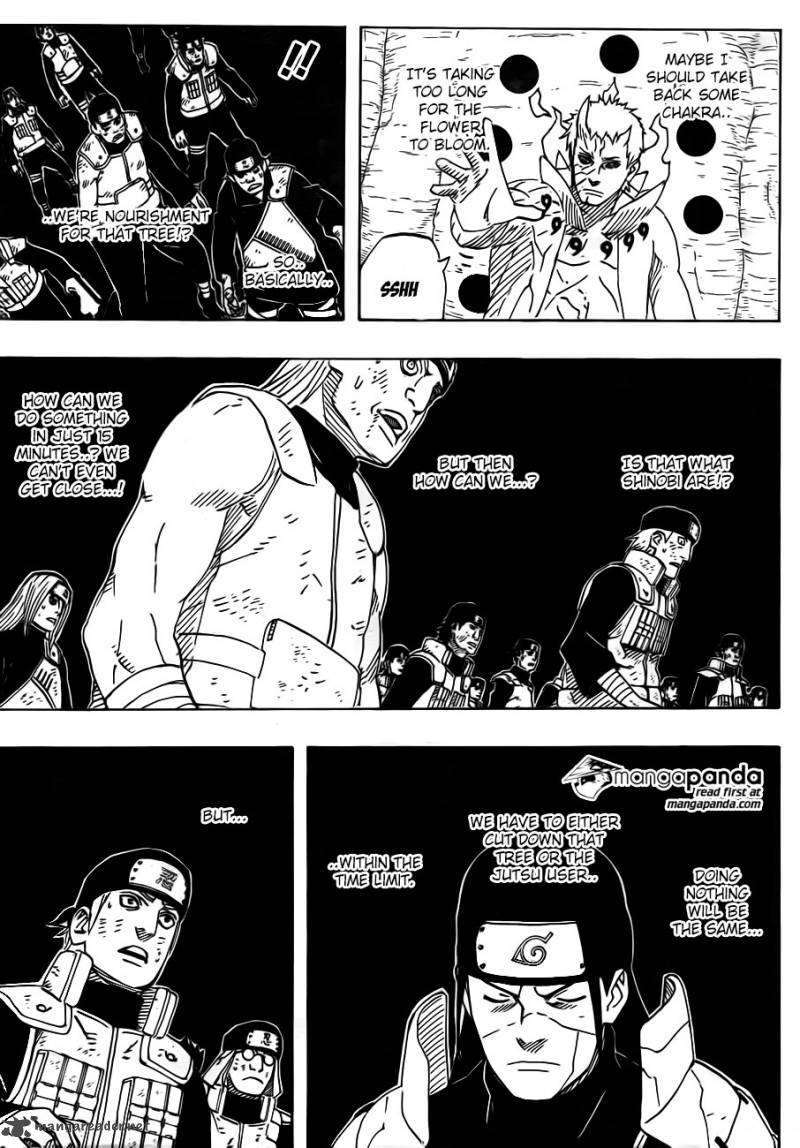 MAYBE I
SHOULD TAKE
BACK SOME
CHAKRA..
IT'S TAKING
TOO LONG
FOR THE
FLOWER
TO BLOOM.
SSHH
!!
SO..
BASICALLY..
..WE'RE NOURISHMENT
FOR THAT TREE!?
IS THAT WHAT
SHINOBI ARE!?
BUT THEN
HOW CAN WE...?
HOW CAN WE
DO SOMETHING
IN JUST 15
MINUTES..? WE
CAN'T EVEN
GET CLOSE...!
mangapanda
read first at
mangapanda.com
DOING
NOTHING
WILL BE
THE SAME...
WE HAVE TO EITHER
CUT DOWN THAT
TREE OR THE
JUTSU USER..
..WITHIN THE
TIME LIMIT.
BUT...
忍
忍
mangareader.net